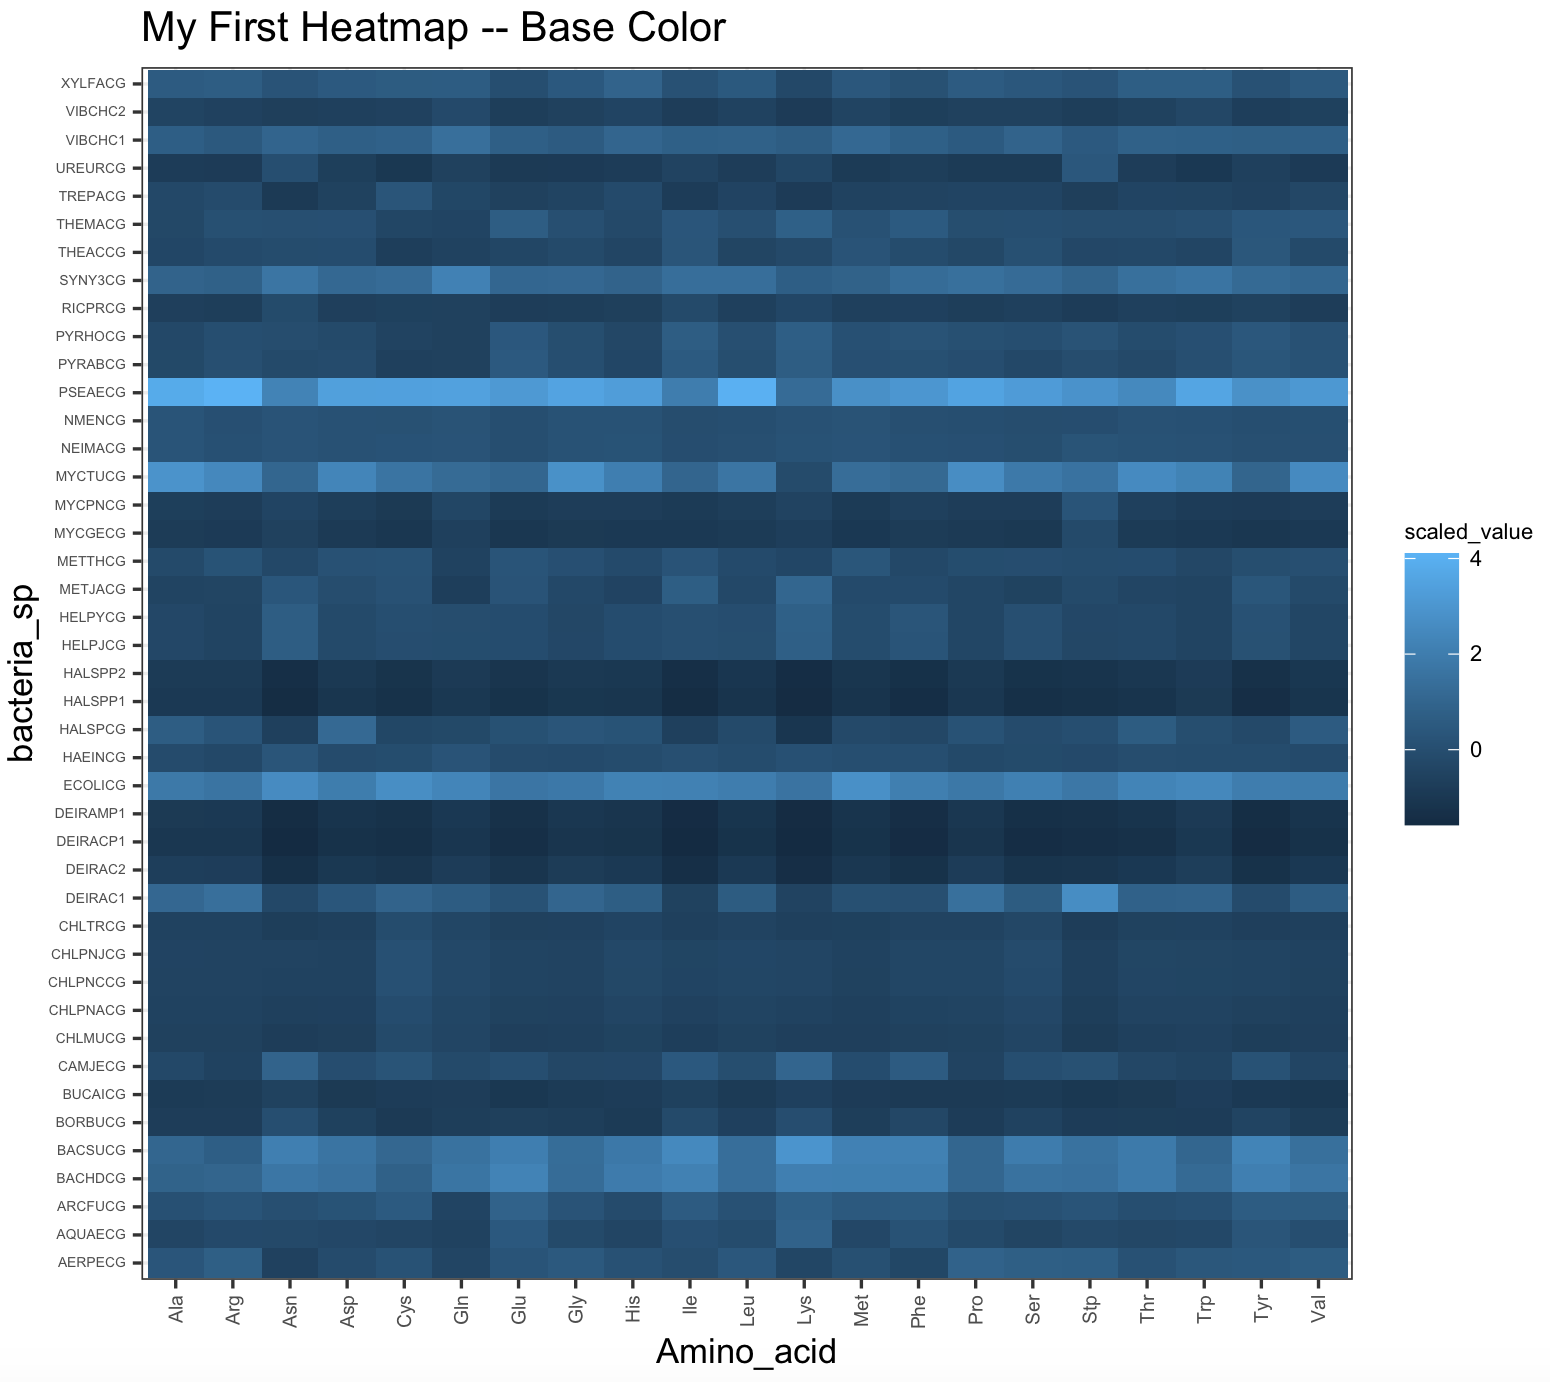 My First Heatmap -- Base Color
XYLFACG
VIBCHC2
VIBCHC1
UREURCG
TREPACG
THEMACG
THEACCG
SYNY3CG
RICPRCG
PYRHOCG
PYRABCG
PSEAECG
NMENCG
NEIMACG
MYCTUCG
MYCPNCG
MYCGECG
METTHCG
METJACG
HELPYCG
HELPJCG
HALSPP2
HALSPP1
HALSPCG
HAEINCG
ECOLICG
DEIRAMP1
DEIRACP1
DEIRAC2
DEIRAC1
CHLTRCG
CHLPNJCG
CHLPNCCG
CHLPNACG
CHLMUCG
CAMJECG
BUCAICG
BORBUCG
BACSUCG
BACHDCG
ARCFUCG
AQUAECG
AERPECG
bacteria_sp
Ala Arg Asn Asp Cys Gln Glu Gly His Ile Leu Lys Met Phe Pro Ser Stp Thr Trp Tyr Val
Amino_acid
scaled_value
4
2
0